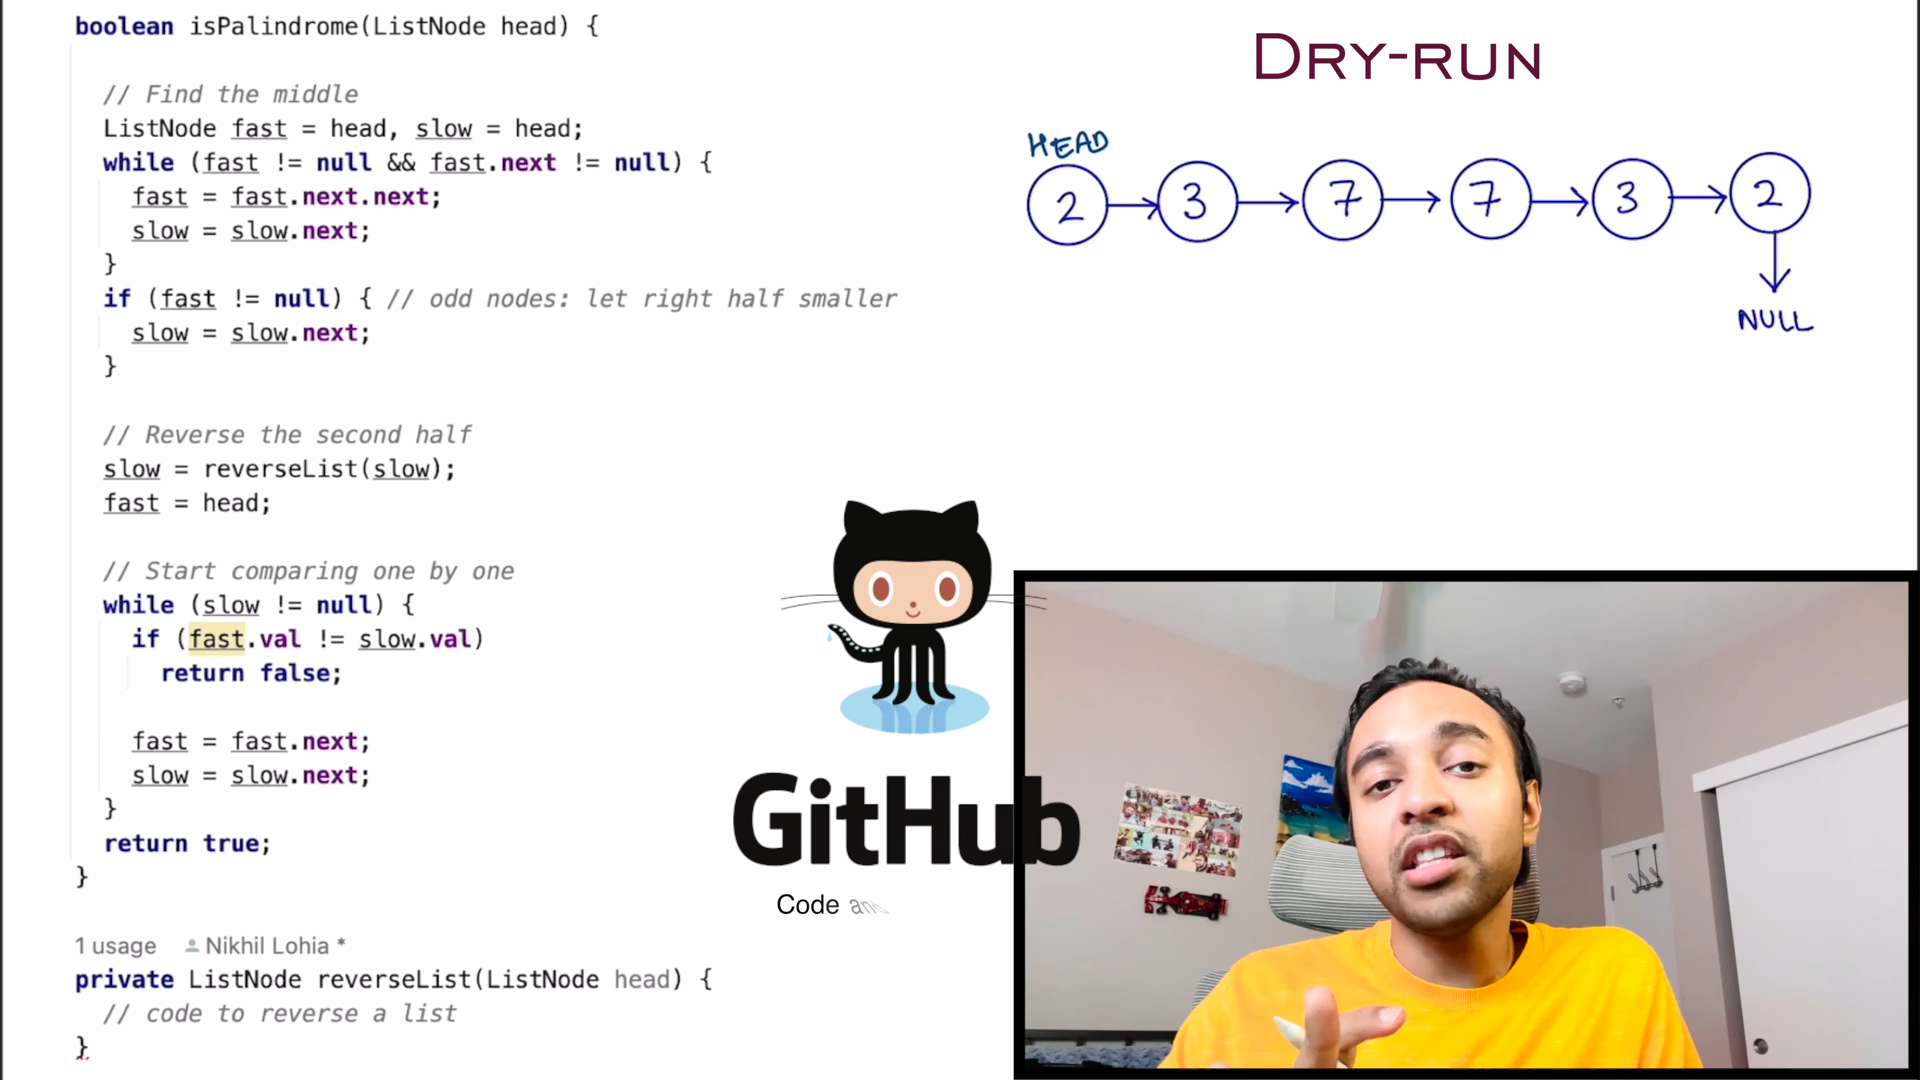 boolean isPalindrome(ListNode head) {
// Find the middle
ListNode fast = head, slow = head;
while (fast != null && fast.next != null) {
fast = fast.next.next;
slow = slow.next;
}
if (fast != null) { // odd nodes: let right half smaller
slow = slow.next;
}
// Reverse the second half
slow = reverseList(slow);
fast = head;
// Start comparing one by one
while (slow != null) {
if (fast.val != slow.val)
return false;
fast = fast.next;
slow = slow.next;
}
return true;
}
1 usage Nikhil Lohia *
private ListNode reverseList(ListNode head) {
// code to reverse a list
}
DRY-RUN
HEAD
2 3 7 7 3 2
NULL
GitHub
Code and